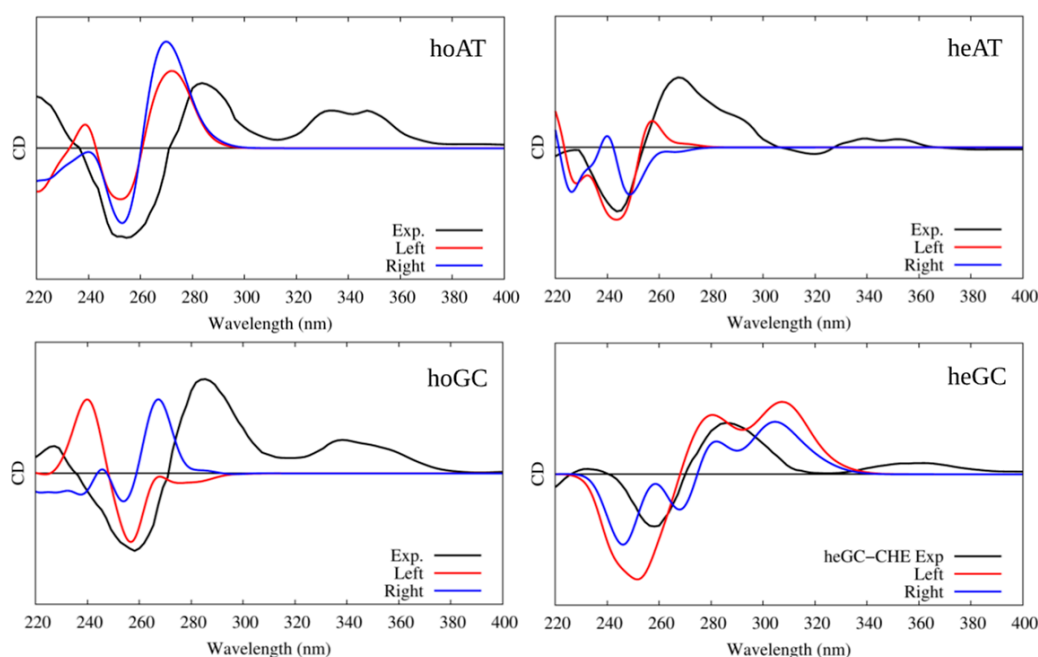 hoAT
CD
Exp.
Left
Right
220 240 260 280 300 320 340 360 380 400
Wavelength (nm)
heAT
CD
Exp.
Left
Right
220 240 260 280 300 320 340 360 380 400
Wavelength (nm)
hoGC
CD
Exp.
Left
Right
220 240 260 280 300 320 340 360 380 400
Wavelength (nm)
heGC
CD
heGC−CHE Exp
Left
Right
220 240 260 280 300 320 340 360 380 400
Wavelength (nm)